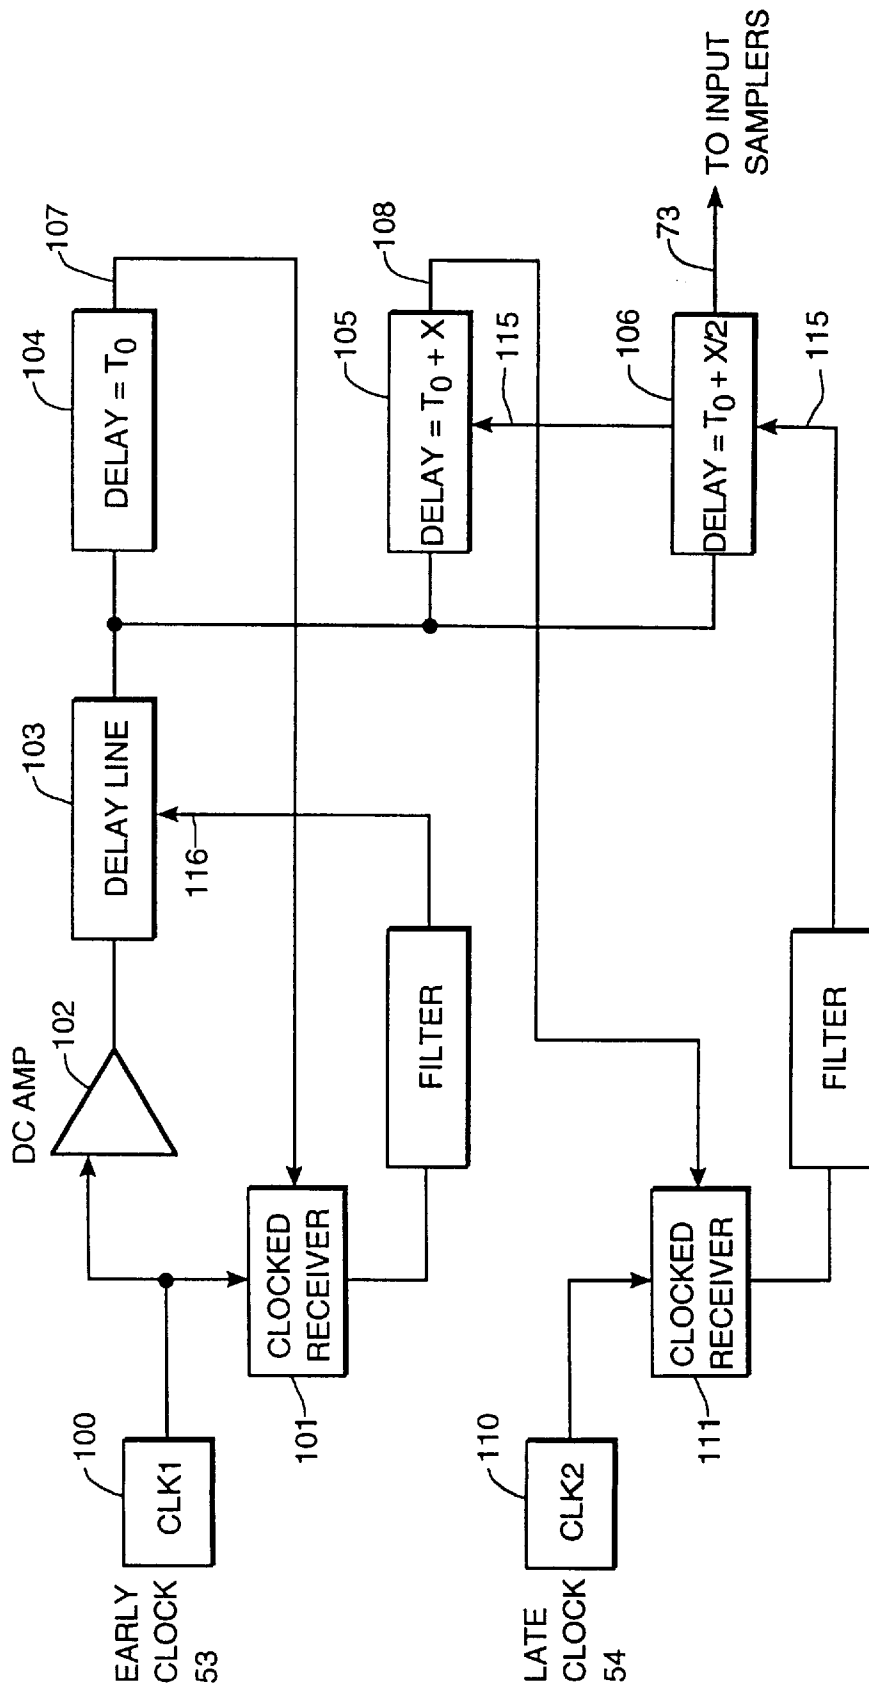 EARLY
CLOCK
53
100
CLK1
DC AMP
102
101
CLOCKED
RECEIVER
103
DELAY LINE
116
FILTER
104
DELAY = T0
107
105
DELAY = T0 + X
108
115
106
DELAY = T0 + X/2
115
73
TO INPUT
SAMPLERS
LATE
CLOCK
54
110
CLK2
111
CLOCKED
RECEIVER
FILTER